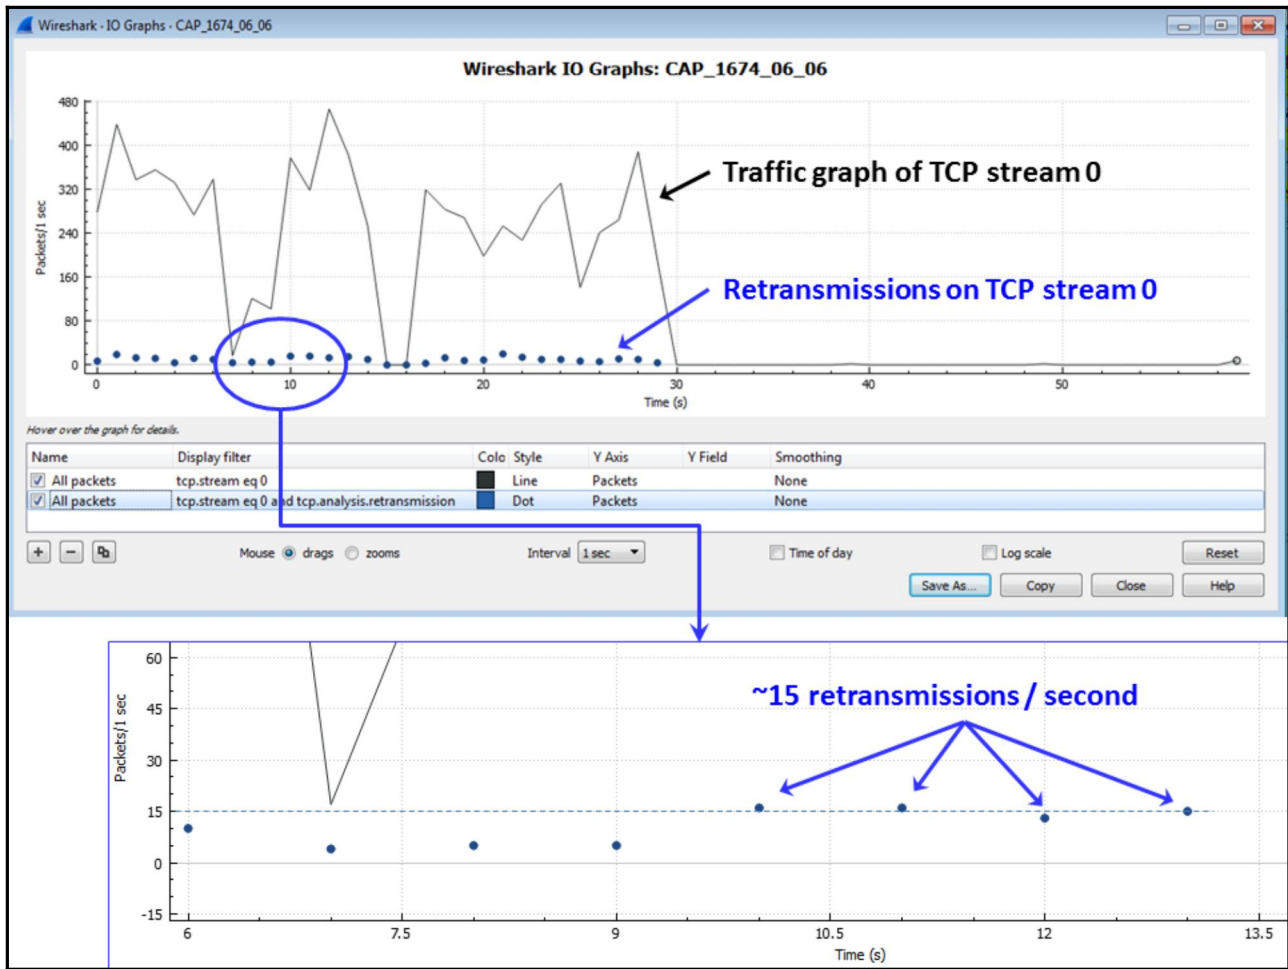 Wireshark · IO Graphs · CAP_1674_06_06
Wireshark IO Graphs: CAP_1674_06_06
480
400
320
240
160
80
0
Packets/1 sec
Traffic graph of TCP stream 0
Retransmissions on TCP stream 0
0 10 20 30 40 50
Time (s)
Hover over the graph for details.
Name Display filter Colo Style Y Axis Y Field Smoothing
All packets tcp.stream eq 0 Line Packets None
All packets tcp.stream eq 0 and tcp.analysis.retransmission Dot Packets None
Mouse drags zooms Interval 1 sec Time of day Log scale Reset
Save As... Copy Close Help
60
45
30
15
0
-15
Packets/1 sec
~15 retransmissions / second
6 7.5 9 10.5 12 13.5
Time (s)